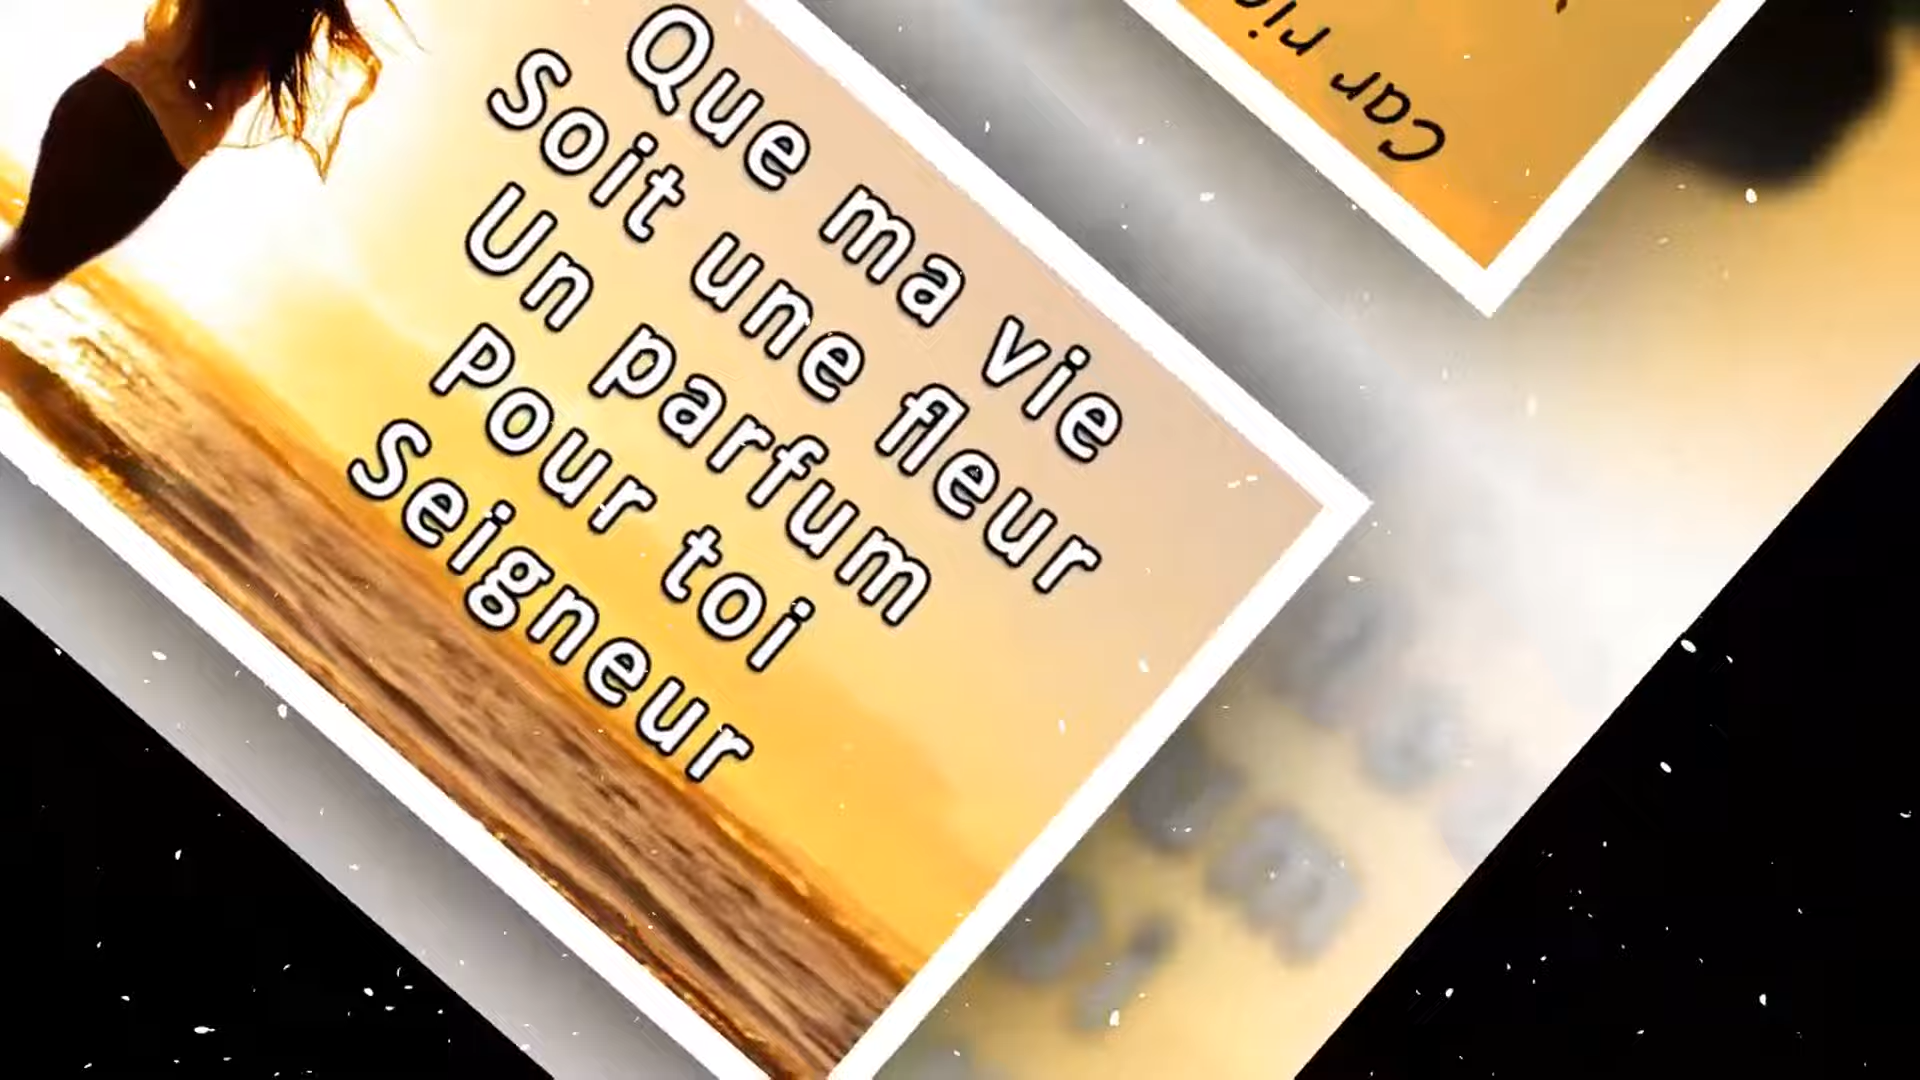 Que ma vie
Soit une fleur
Un parfum
Pour toi
Seigneur
Car